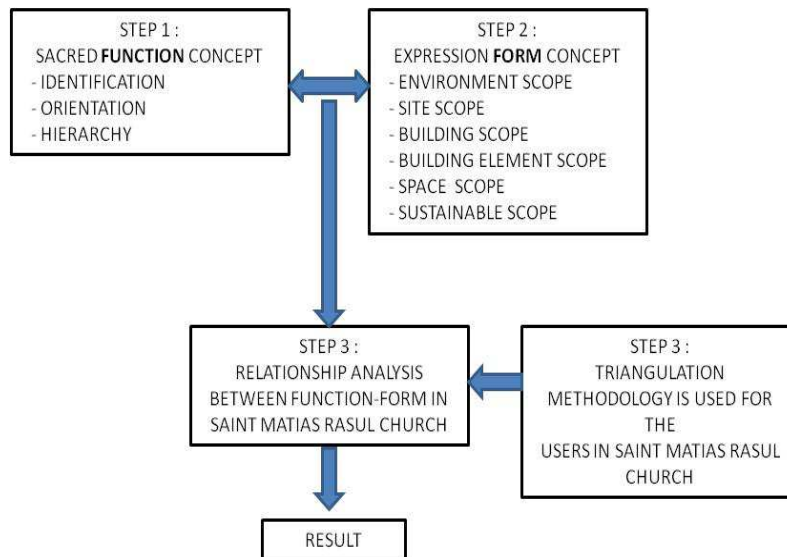 STEP 1 :
SACRED FUNCTION CONCEPT
- IDENTIFICATION
- ORIENTATION
- HIERARCHY
STEP 2 :
EXPRESSION FORM CONCEPT
- ENVIRONMENT SCOPE
- SITE SCOPE
- BUILDING SCOPE
- BUILDING ELEMENT SCOPE
- SPACE SCOPE
- SUSTAINABLE SCOPE
STEP 3 :
RELATIONSHIP ANALYSIS
BETWEEN FUNCTION-FORM IN
SAINT MATIAS RASUL CHURCH
STEP 3 :
TRIANGULATION
METHODOLOGY IS USED FOR
THE
USERS IN SAINT MATIAS RASUL
CHURCH
RESULT